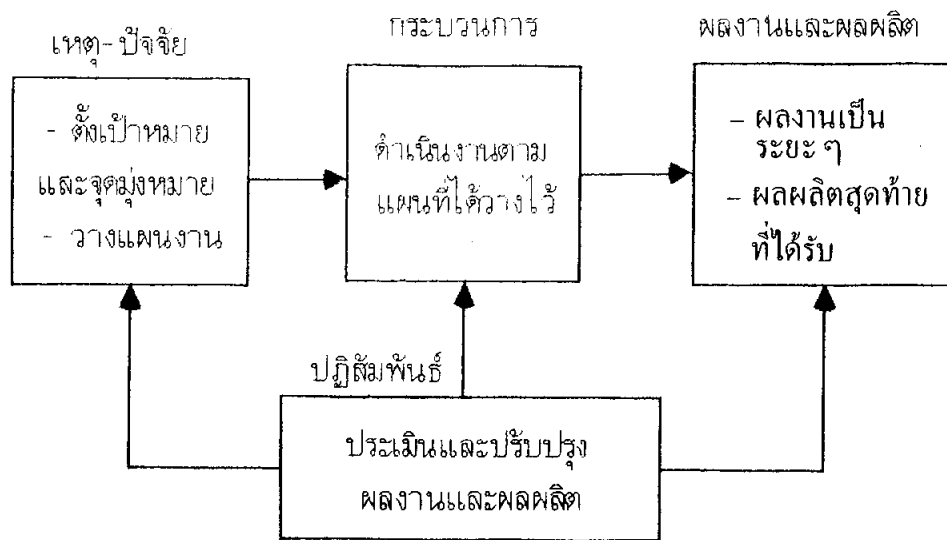 เหตุ-ปัจจัย
- ตั้งเป้าหมาย
และจุดมุ่งหมาย
- วางแผนงาน
กระบวนการ
ดำเนินงานตาม
แผนที่ได้วางไว้
ผลงานและผลผลิต
- ผลงานเป็น
ระยะ ๆ
- ผลผลิตสุดท้าย
ที่ได้รับ
ปฏิสัมพันธ์
ประเมินและปรับปรุง
ผลงานและผลผลิต